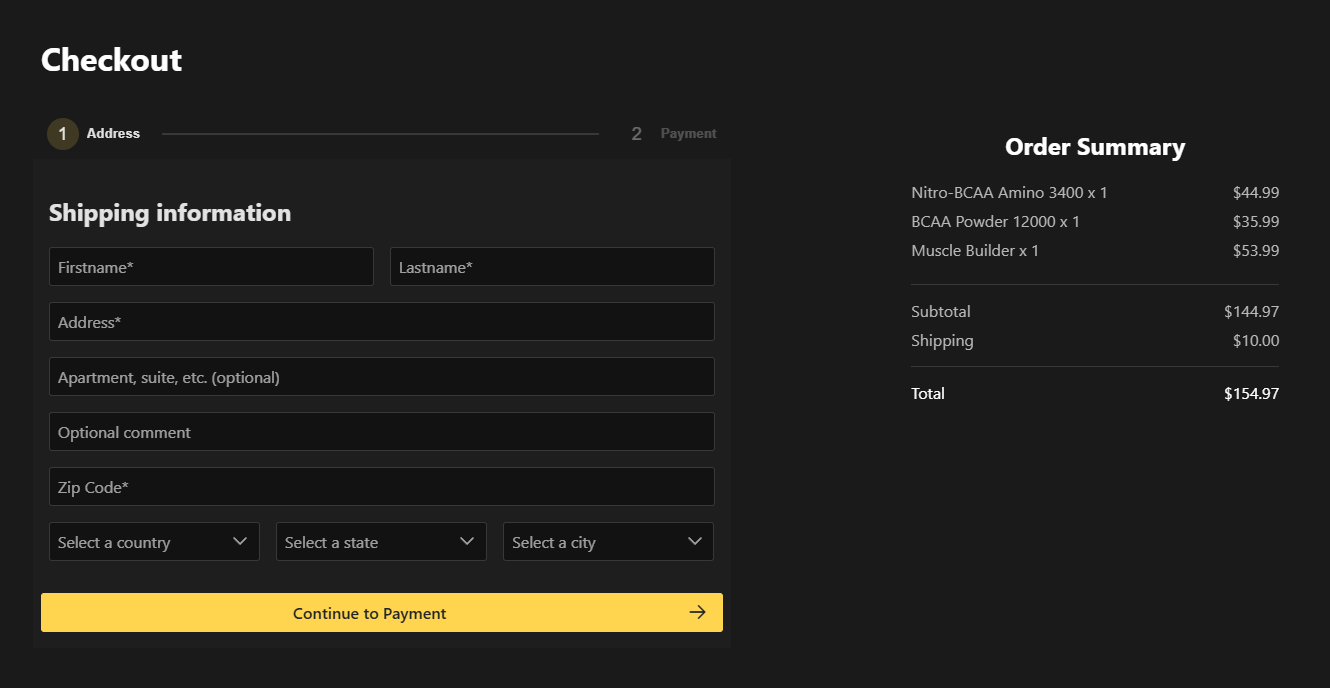 Checkout
1 Address 2 Payment
Shipping information
Firstname* Lastname*
Address*
Apartment, suite, etc. (optional)
Optional comment
Zip Code*
Select a country Select a state Select a city
Continue to Payment
Order Summary
Nitro-BCAA Amino 3400 x 1 $44.99
BCAA Powder 12000 x 1 $35.99
Muscle Builder x 1 $53.99
Subtotal $144.97
Shipping $10.00
Total $154.97